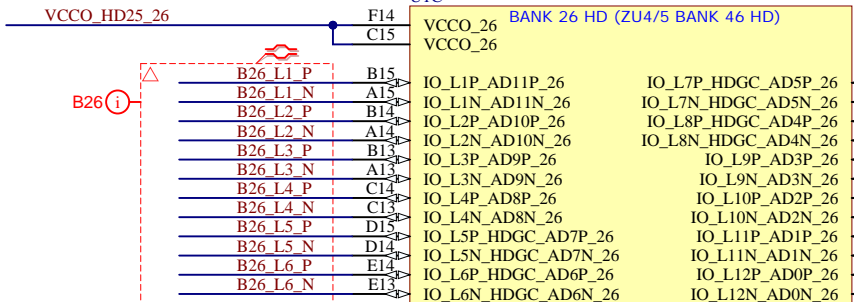 VCCO_HD25_26 F14 VCCO_26 BANK 26 HD (ZU4/5 BANK 46 HD)
C15 VCCO_26
B26_L1_P B15 IO_L1P_AD11P_26 IO_L7P_HDGC_AD5P_26
B26 i B26_L1_N A15 IO_L1N_AD11N_26 IO_L7N_HDGC_AD5N_26
B26_L2_P B14 IO_L2P_AD10P_26 IO_L8P_HDGC_AD4P_26
B26_L2_N A14 IO_L2N_AD10N_26 IO_L8N_HDGC_AD4N_26
B26_L3_P B13 IO_L3P_AD9P_26 IO_L9P_AD3P_26
B26_L3_N A13 IO_L3N_AD9N_26 IO_L9N_AD3N_26
B26_L4_P C14 IO_L4P_AD8P_26 IO_L10P_AD2P_26
B26_L4_N C13 IO_L4N_AD8N_26 IO_L10N_AD2N_26
B26_L5_P D15 IO_L5P_HDGC_AD7P_26 IO_L11P_AD1P_26
B26_L5_N D14 IO_L5N_HDGC_AD7N_26 IO_L11N_AD1N_26
B26_L6_P E14 IO_L6P_HDGC_AD6P_26 IO_L12P_AD0P_26
B26_L6_N E13 IO_L6N_HDGC_AD6N_26 IO_L12N_AD0N_26